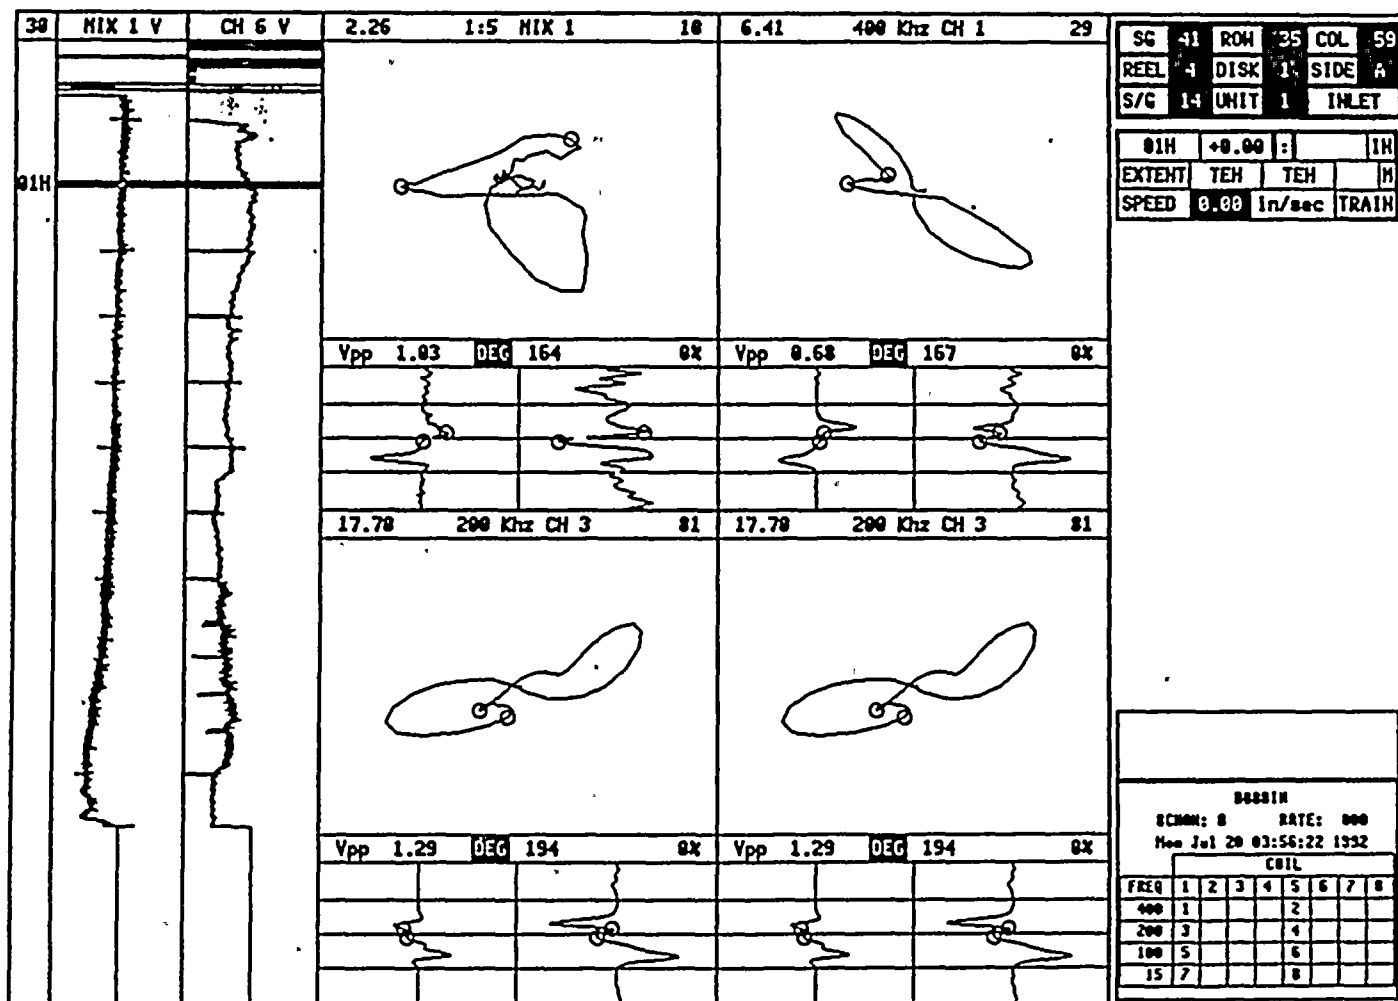 30 MIX 1 V CH 6 V 2.26 1:5 MIX 1 10 6.41 400 Khz CH 1 29
SG 41 ROW 35 COL 59
REEL 4 DISK 1 SIDE A
S/G 14 UNIT 1 INLET
01H +0.00 : IN
EXTENT TEH TEH M
SPEED 0.00 in/sec TRAIN
01H
Vpp 1.03 DEG 164 0% Vpp 0.68 DEG 167 0%
17.78 200 Khz CH 3 81 17.78 200 Khz CH 3 81
RATE: 800
Mon Jul 20 03:56:22 1992
Vpp 1.29 DEG 194 0% Vpp 1.29 DEG 194 0%
COIL
FREQ 1 2 3 4 5 6 7 8
400 1 2
200 3 4
100 5 6
15 7 8